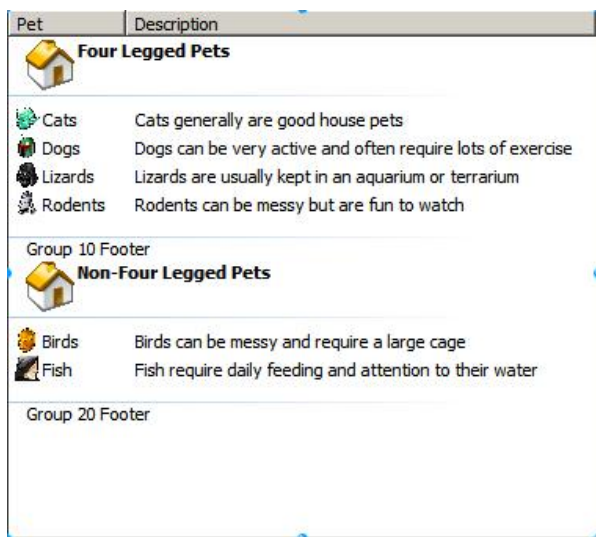 Pet Description
Four Legged Pets
Cats Cats generally are good house pets
Dogs Dogs can be very active and often require lots of exercise
Lizards Lizards are usually kept in an aquarium or terrarium
Rodents Rodents can be messy but are fun to watch
Group 10 Footer
Non-Four Legged Pets
Birds Birds can be messy and require a large cage
Fish Fish require daily feeding and attention to their water
Group 20 Footer